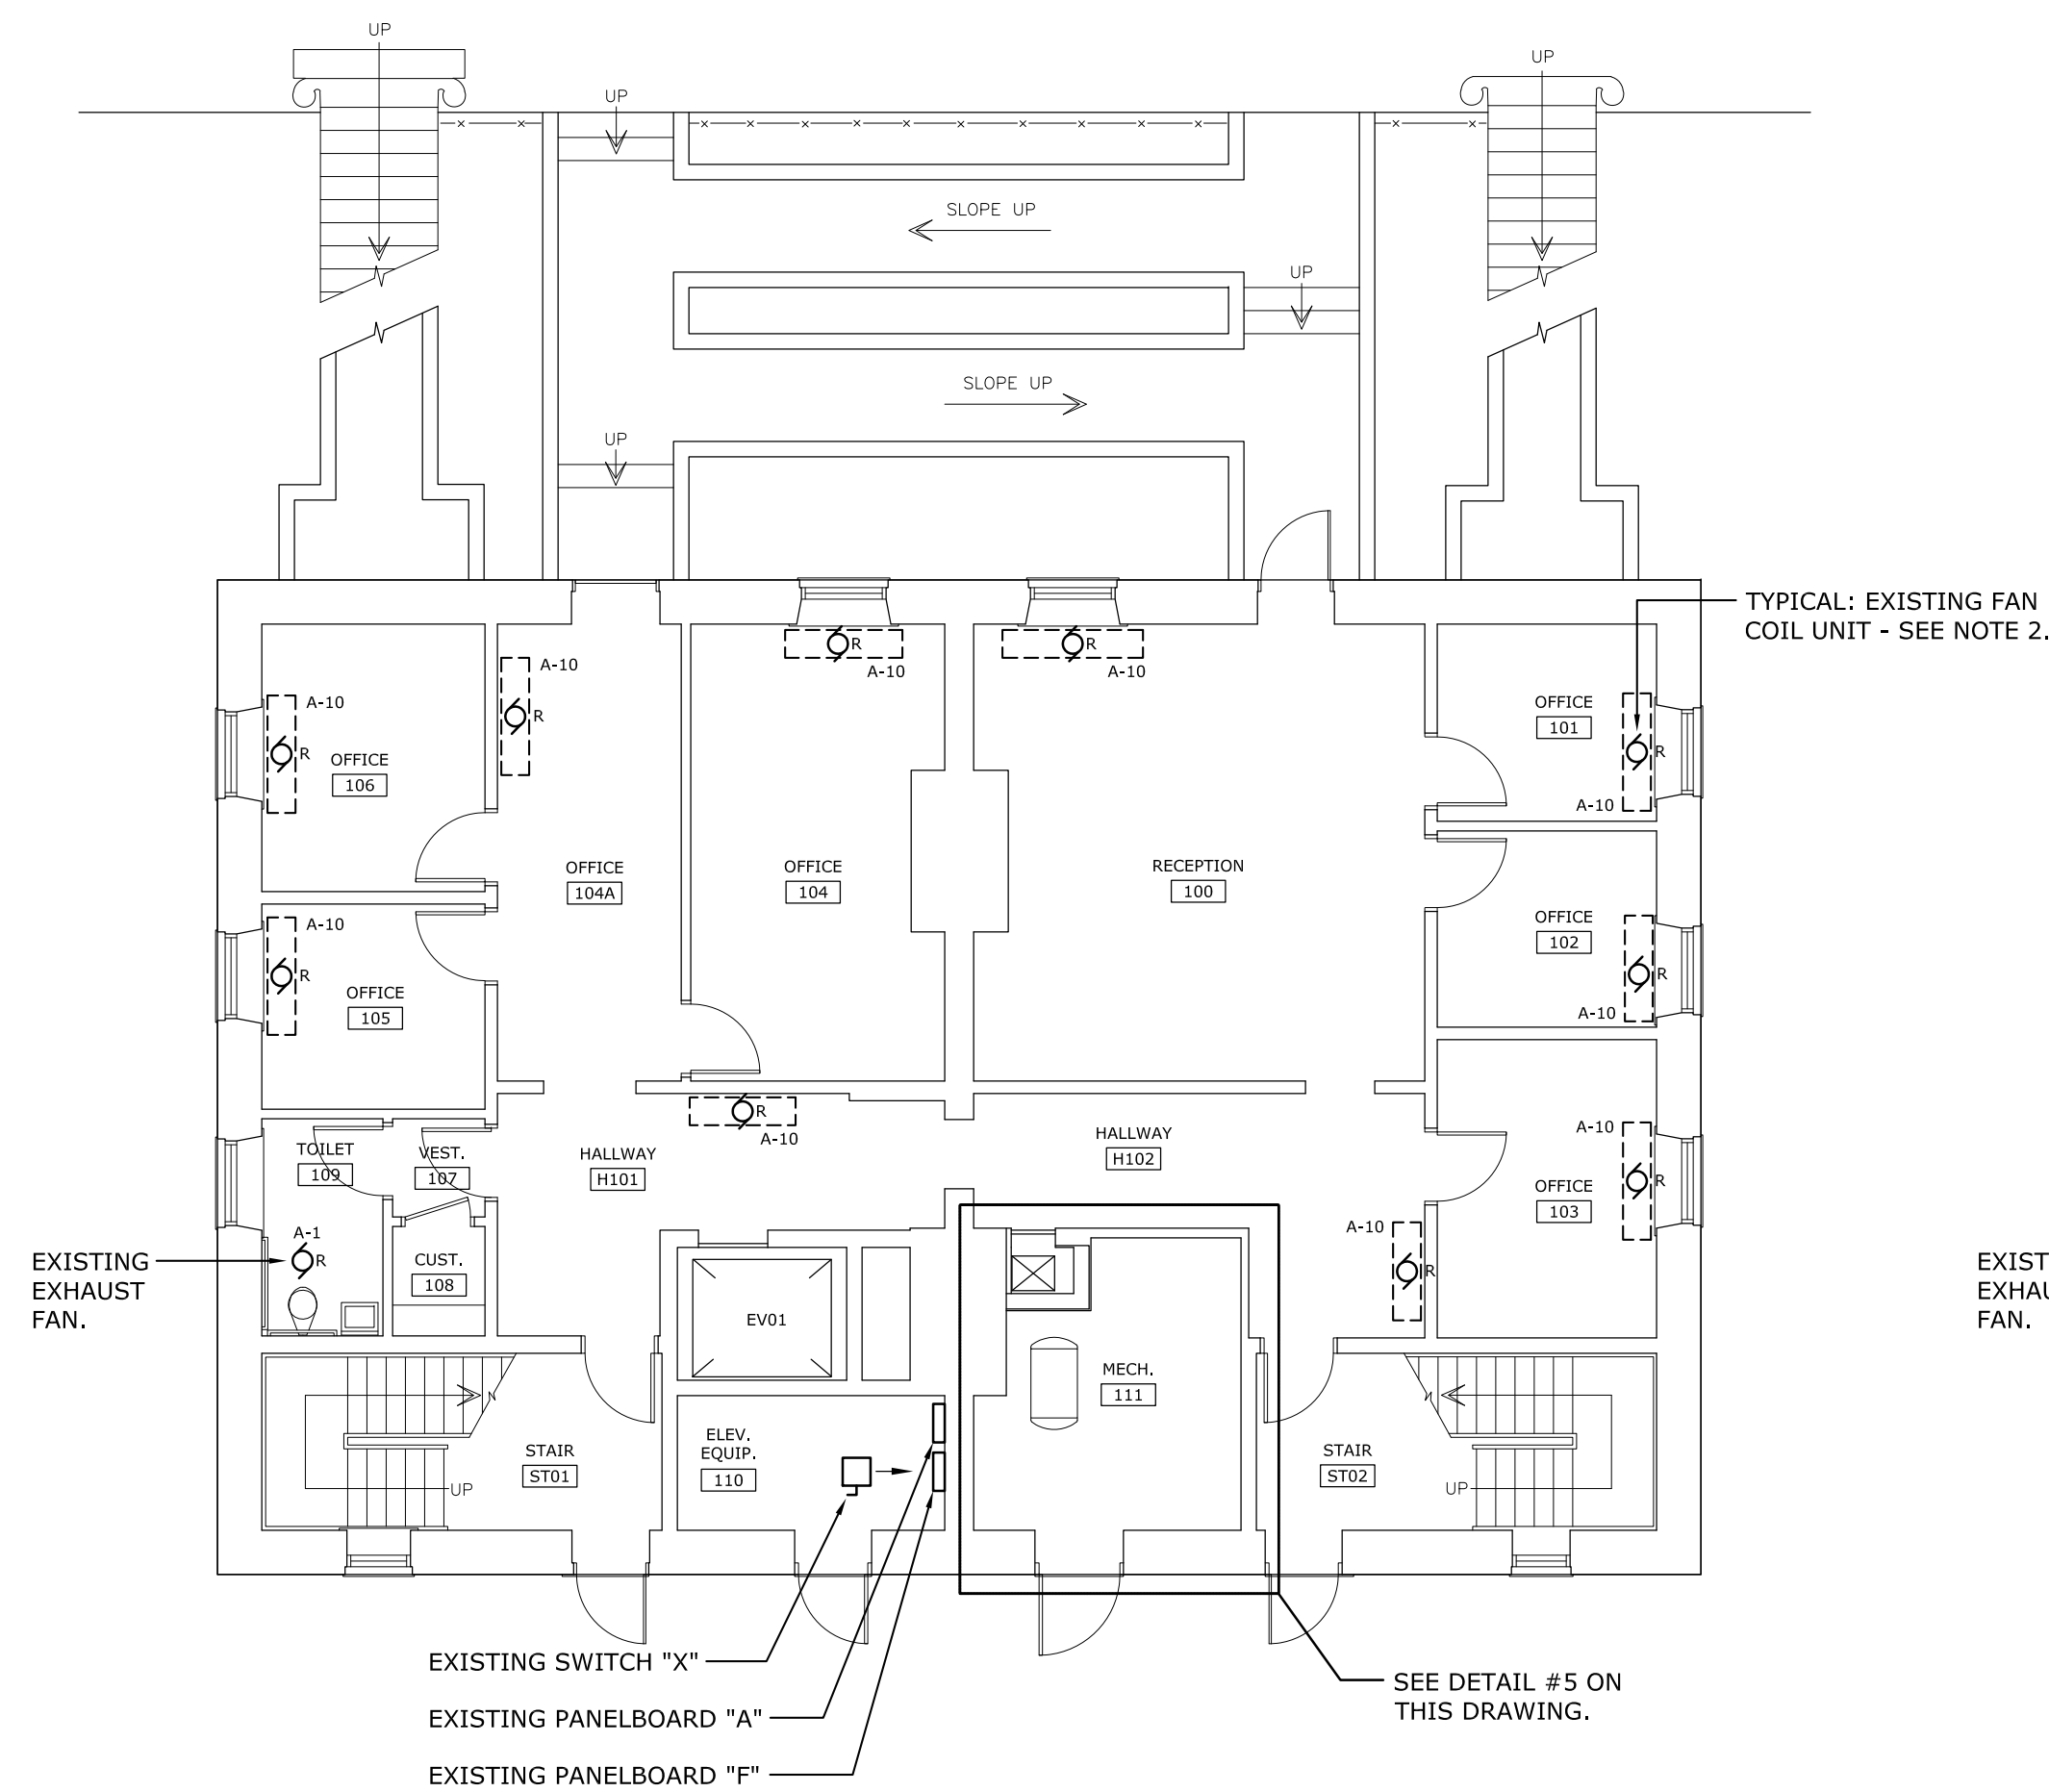 UP
UP
UP
SLOPE UP
UP
SLOPE UP
UP
TYPICAL: EXISTING FAN
COIL UNIT - SEE NOTE 2.
A-10
R
R
A-10
R
A-10
A-10
R
OFFICE
106
A-10
R
OFFICE
101
R
A-10
OFFICE
104A
OFFICE
104
RECEPTION
100
OFFICE
102
R
A-10
A-10
R
OFFICE
105
R
A-10
TOILET
109
VEST.
107
HALLWAY
H101
HALLWAY
H102
A-10
R
OFFICE
103
A-10
R
A-1
R
EXISTING
EXHAUST
FAN.
CUST.
108
EV01
MECH.
111
ELEV.
EQUIP.
110
STAIR
ST01
UP
STAIR
ST02
UP
EXISTING SWITCH "X"
EXISTING PANELBOARD "A"
EXISTING PANELBOARD "F"
SEE DETAIL #5 ON
THIS DRAWING.
FAN.